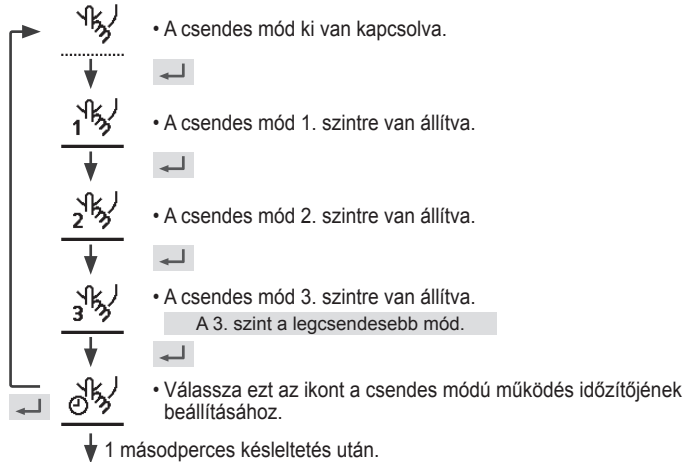 • A csendes mód ki van kapcsolva.
1
• A csendes mód 1. szintre van állítva.
2
• A csendes mód 2. szintre van állítva.
3
• A csendes mód 3. szintre van állítva.
A 3. szint a legcsendesebb mód.
• Válassza ezt az ikont a csendes módú működés időzítőjének
beállításához.
1 másodperces késleltetés után.